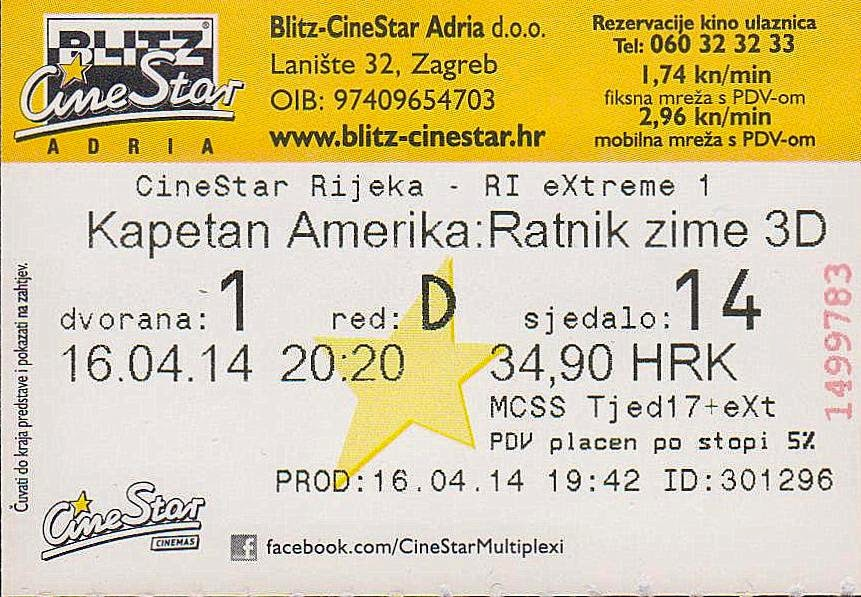 BLITZ
CineStar
ADRIA
Blitz-CineStar Adria d.o.o.
Lanište 32, Zagreb
OIB: 97409654703
www.blitz-cinestar.hr
Rezervacije kino ulaznica
Tel: 060 32 32 33
1,74 kn/min
fiksna mreža s PDV-om
2,96 kn/min
mobilna mreža s PDV-om
CineStar Rijeka - RI eXtreme 1
Kapetan Amerika:Ratnik zime 3D
dvorana: 1 red: D sjedalo: 14
16.04.14 20:20 34,90 HRK
MCSS Tjed17+eXt
PDV placen po stopi 5%
PROD:16.04.14 19:42 ID:301296
1499783
Čuvati do kraja predstave i pokazati na zahtjev.
CineStar
CINEMAS
f facebook.com/CineStarMultiplexi